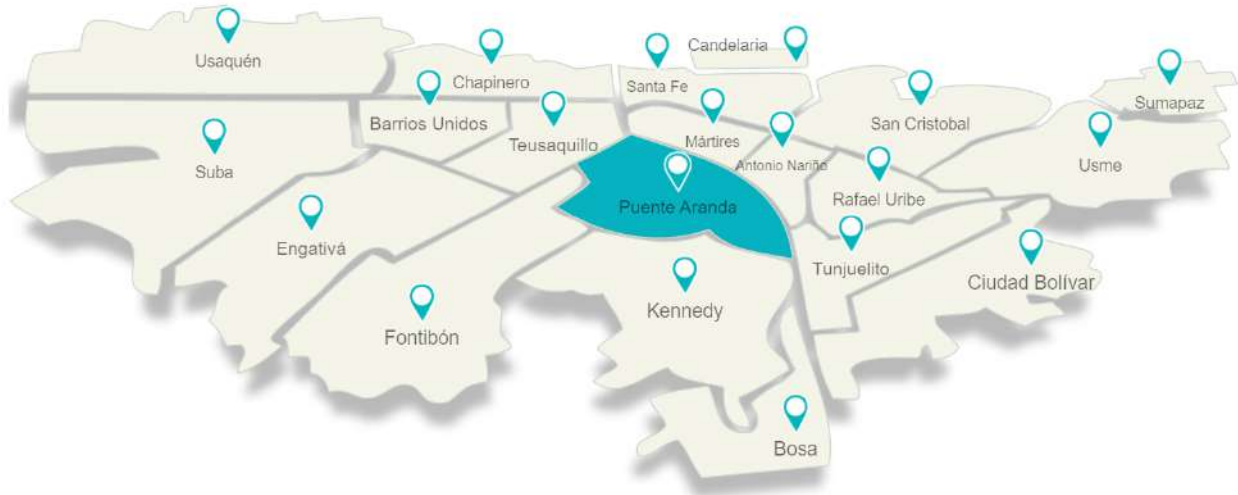 Candelaria
Usaquén
Chapinero
Santa Fe
Sumapaz
Barrios Unidos
San Cristobal
Teusaquillo
Mártires
Antonio Nariño
Usme
Suba
Rafael Uribe
Puente Aranda
Engativá
Tunjuelito
Ciudad Bolívar
Kennedy
Fontibón
Bosa